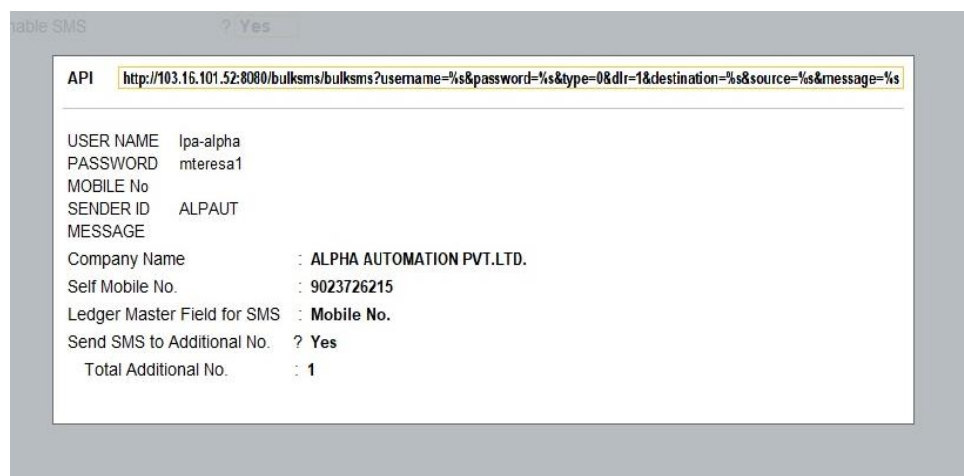 nable SMS ? Yes
API http://103.16.101.52:8080/bulksms/bulksms?username=%s&password=%s&type=0&dlr=1&destination=%s&source=%s&message=%s
USER NAME lpa-alpha
PASSWORD mteresa1
MOBILE No
SENDER ID ALPAUT
MESSAGE
Company Name : ALPHA AUTOMATION PVT.LTD.
Self Mobile No. : 9023726215
Ledger Master Field for SMS : Mobile No.
Send SMS to Additional No. ? Yes
Total Additional No. : 1